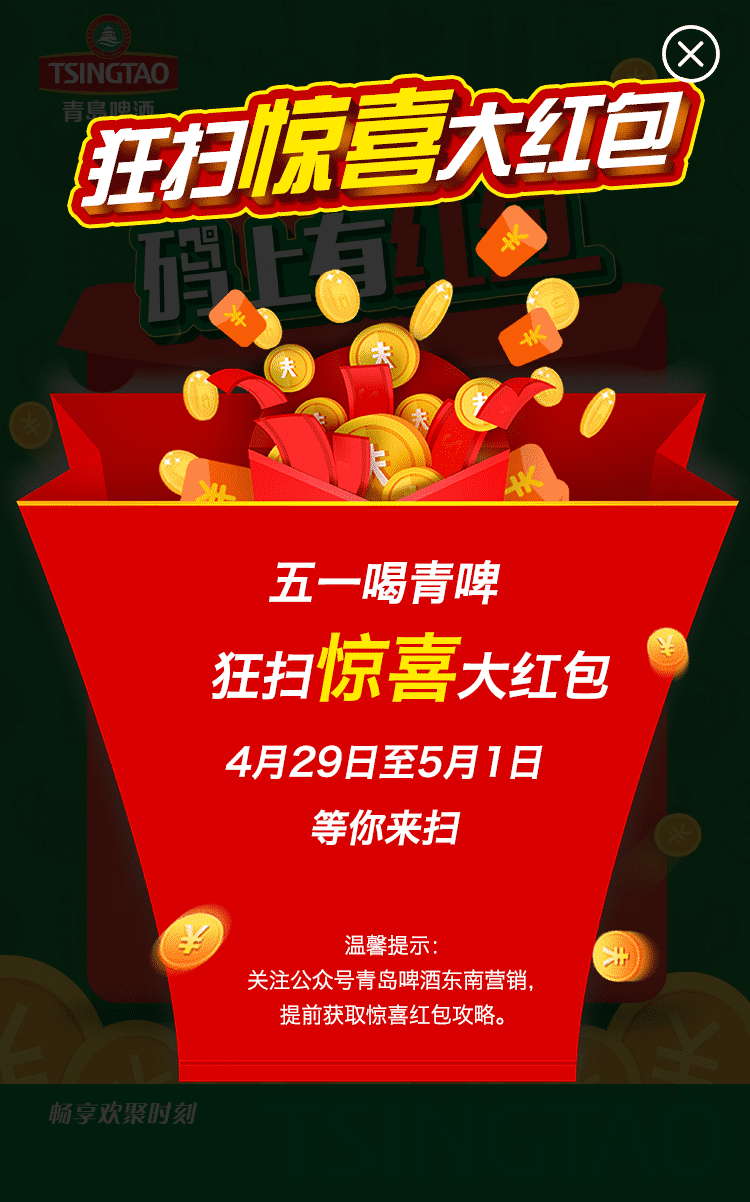 TSINGTAO
青島啤酒
狂扫惊喜大红包
码上有红包
五一喝青啤
狂扫惊喜大红包
4月29日至5月1日
等你来扫
温馨提示：
关注公众号青岛啤酒东南营销，
提前获取惊喜红包攻略。
畅享欢聚时刻
TSINGTAO